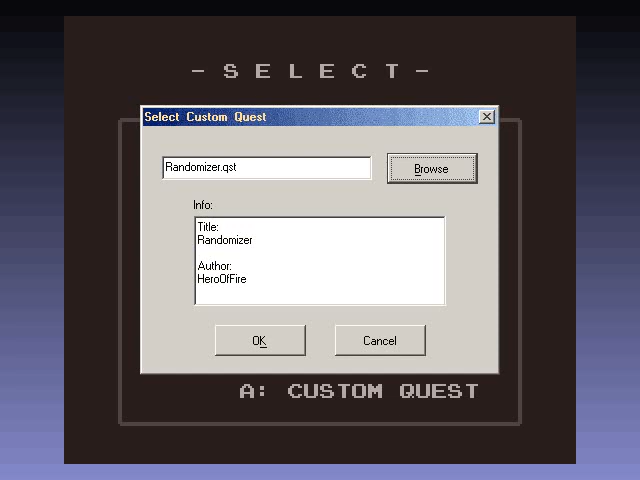 - S E L E C T -
Select Custom Quest
Randomizer.qst
Browse
Info:
Title:
Randomizer
Author:
HeroOfFire
OK
Cancel
A: CUSTOM QUEST